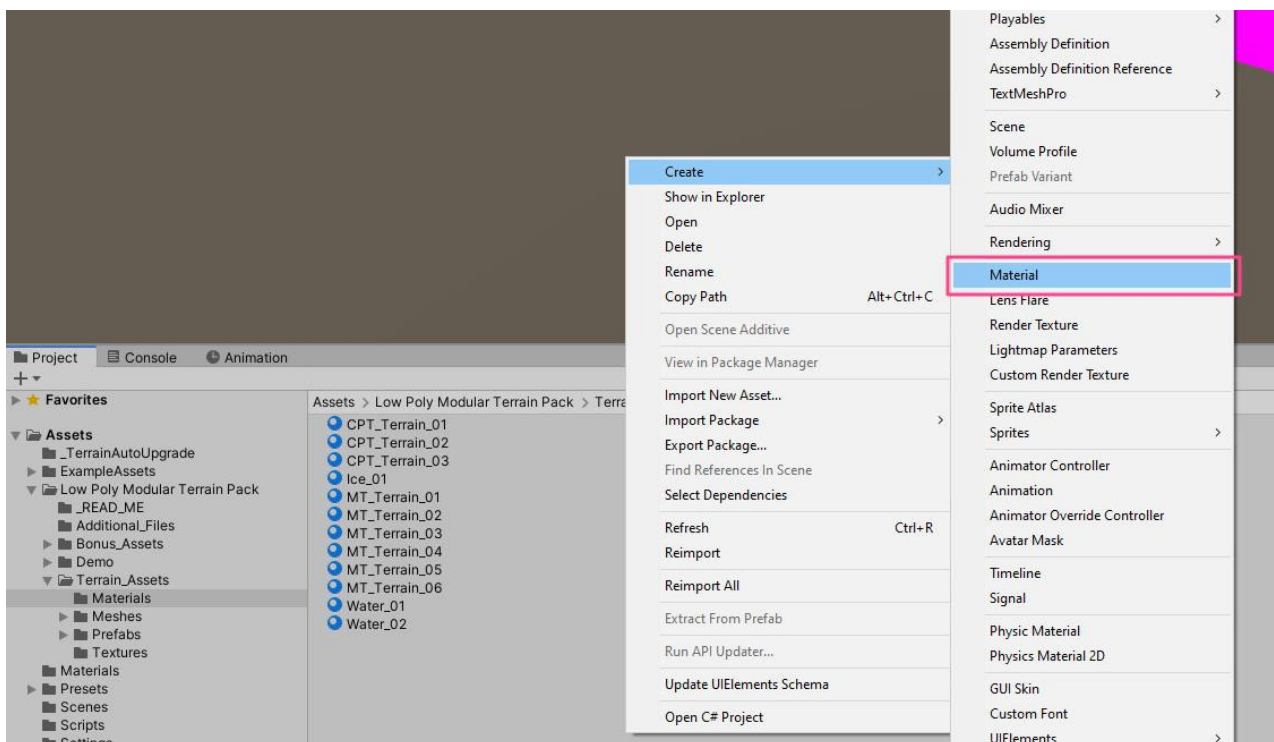 Playables
Assembly Definition
Assembly Definition Reference
TextMeshPro
Scene
Volume Profile
Prefab Variant
Audio Mixer
Rendering
Material
Lens Flare
Render Texture
Lightmap Parameters
Custom Render Texture
Sprite Atlas
Sprites
Animator Controller
Animation
Animator Override Controller
Avatar Mask
Timeline
Signal
Physic Material
Physics Material 2D
GUI Skin
Custom Font
UIElements
Create
Show in Explorer
Open
Delete
Rename
Copy Path Alt+Ctrl+C
Open Scene Additive
View in Package Manager
Import New Asset...
Import Package
Export Package...
Find References In Scene
Select Dependencies
Refresh Ctrl+R
Reimport
Reimport All
Extract From Prefab
Run API Updater...
Update UIElements Schema
Open C# Project
Project Console Animation
Favorites
Assets
_TerrainAutoUpgrade
ExampleAssets
Low Poly Modular Terrain Pack
_READ_ME
Additional_Files
Bonus_Assets
Demo
Terrain_Assets
Materials
Meshes
Prefabs
Textures
Materials
Presets
Scenes
Scripts
Settings
Assets > Low Poly Modular Terrain Pack > Terra
CPT_Terrain_01
CPT_Terrain_02
CPT_Terrain_03
Ice_01
MT_Terrain_01
MT_Terrain_02
MT_Terrain_03
MT_Terrain_04
MT_Terrain_05
MT_Terrain_06
Water_01
Water_02